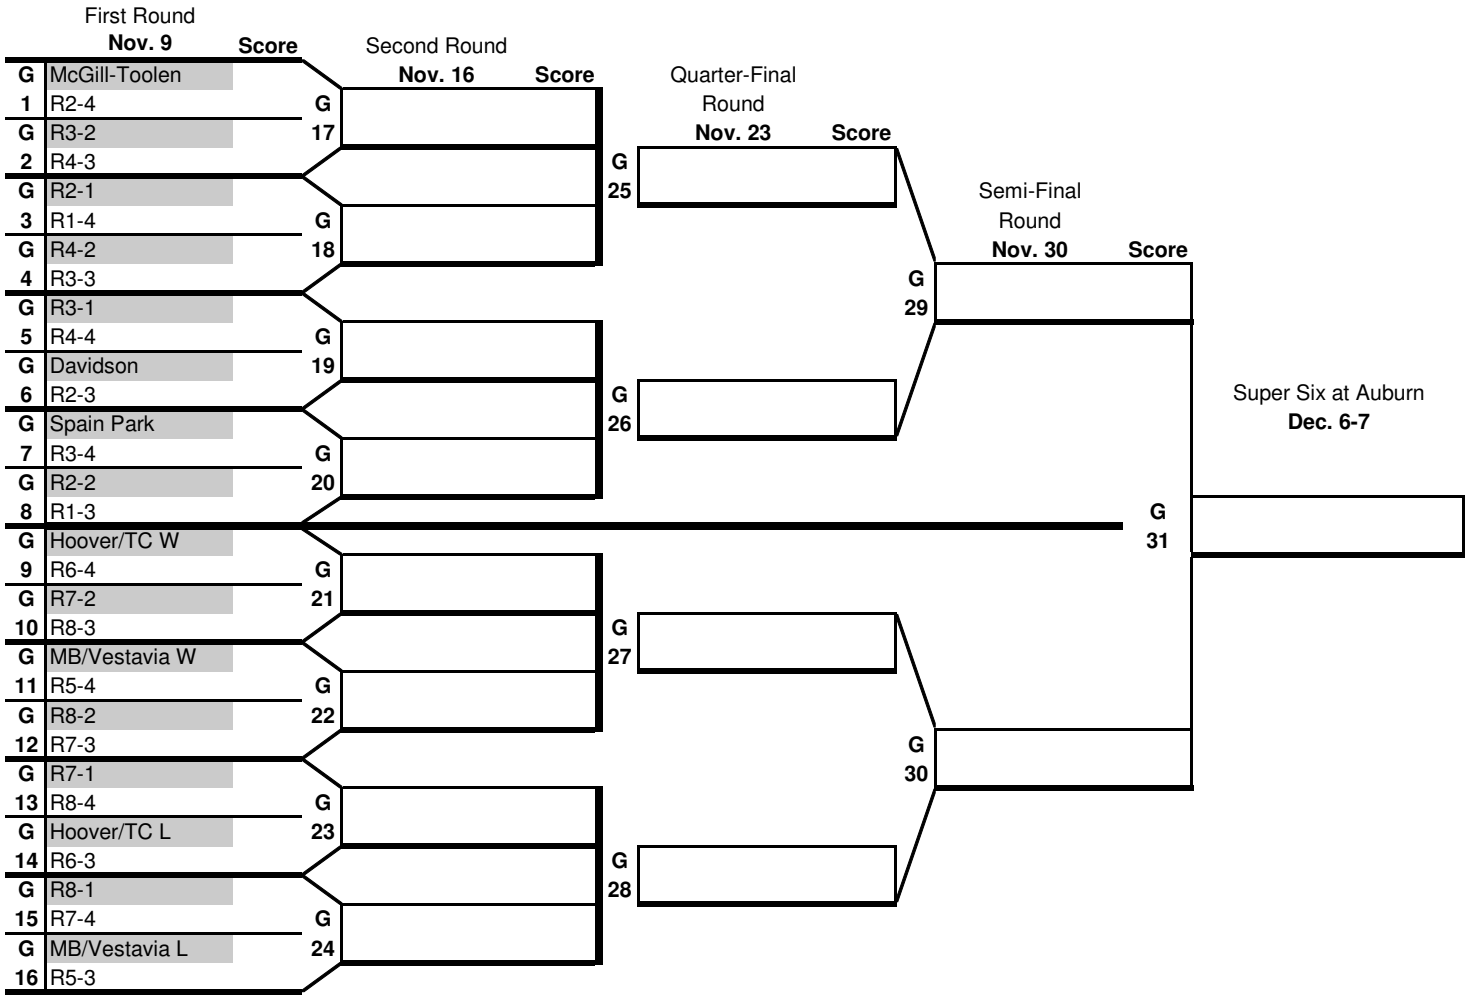 First Round
Nov. 9 Score
G McGill-Toolen
1 R2-4
G R3-2
2 R4-3
G R2-1
3 R1-4
G R4-2
4 R3-3
G R3-1
5 R4-4
G Davidson
6 R2-3
G Spain Park
7 R3-4
G R2-2
8 R1-3
G Hoover/TC W
9 R6-4
G R7-2
10 R8-3
G MB/Vestavia W
11 R5-4
G R8-2
12 R7-3
G R7-1
13 R8-4
G Hoover/TC L
14 R6-3
G R8-1
15 R7-4
G MB/Vestavia L
16 R5-3
Second Round
Nov. 16 Score
G
17
G
18
G
19
G
20
G
21
G
22
G
23
G
24
Quarter-Final
Round
Nov. 23 Score
G
25
G
26
G
27
G
28
Semi-Final
Round
Nov. 30 Score
G
29
G
30
Super Six at Auburn
Dec. 6-7
G
31